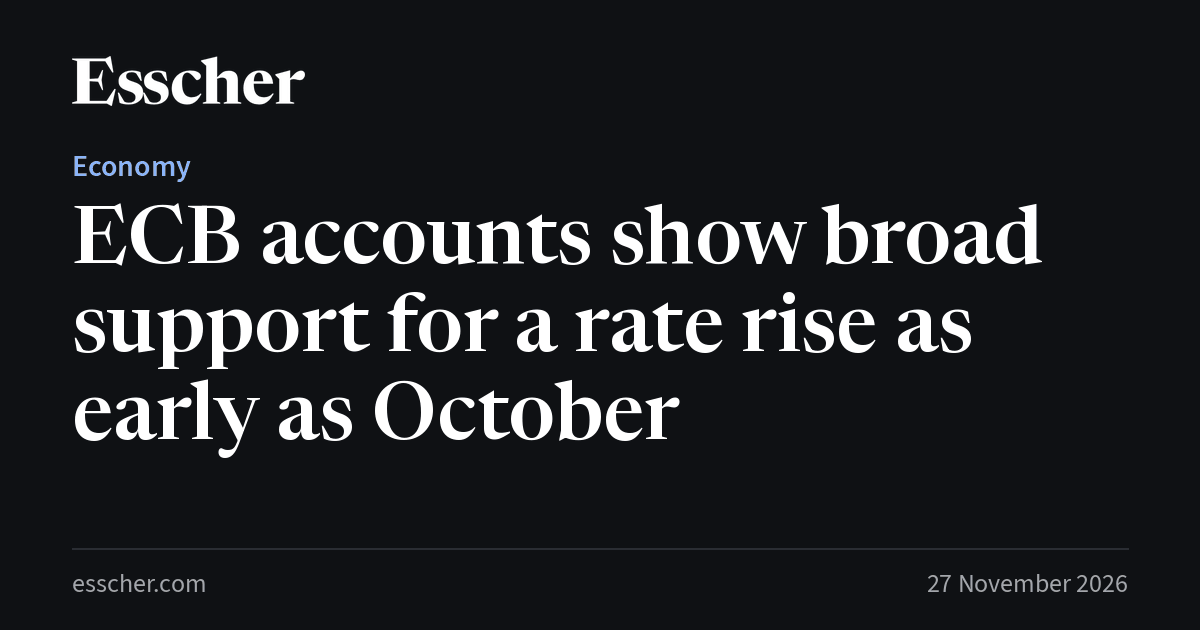 Esscher
Economy
ECB accounts show broad
support for a rate rise as
early as October
esscher.com
27 November 2026